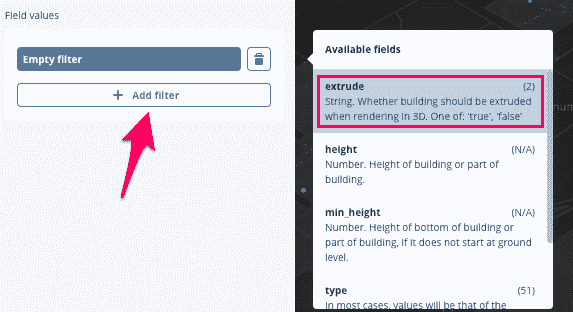 Field values
Empty filter
+ Add filter
Available fields
extrude (2)
String. Whether building should be extruded
when rendering in 3D. One of: 'true', 'false'
height (N/A)
Number. Height of building or part of
building.
min_height (N/A)
Number. Height of bottom of building or
part of building, if it does not start at ground
level.
type (51)
In most cases, values will be that of the